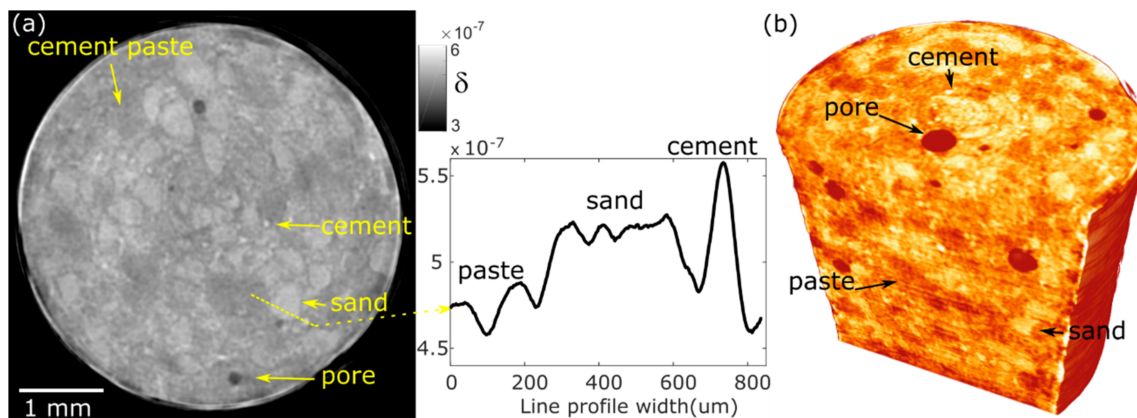 (a)
cement paste
cement
sand
pore
1 mm
×10⁻⁷
6
δ
3
× 10⁻⁷
5.5
5
4.5
paste
sand
cement
0
200
400
600
800
Line profile width(um)
(b)
cement
pore
paste
sand